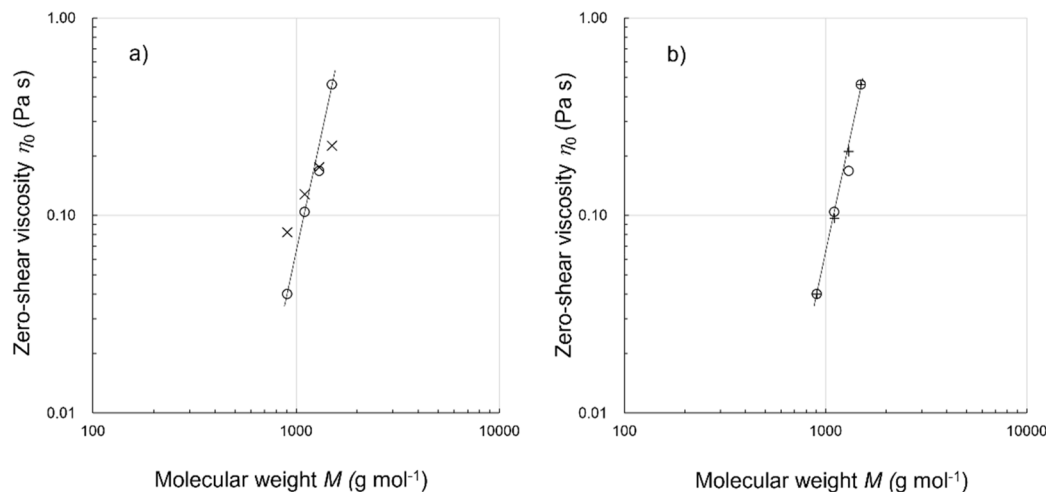 a)
Zero-shear viscosity η₀ (Pa s)
1.00
0.10
0.01
100
1000
10000
Molecular weight M (g mol⁻¹)
b)
Zero-shear viscosity η₀ (Pa s)
1.00
0.10
0.01
100
1000
10000
Molecular weight M (g mol⁻¹)